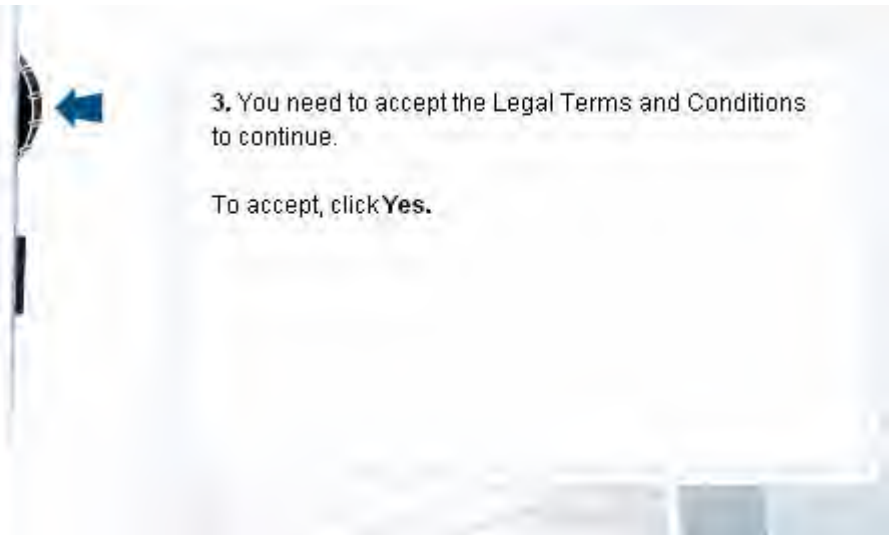 3. You need to accept the Legal Terms and Conditions
to continue.
To accept, click Yes.